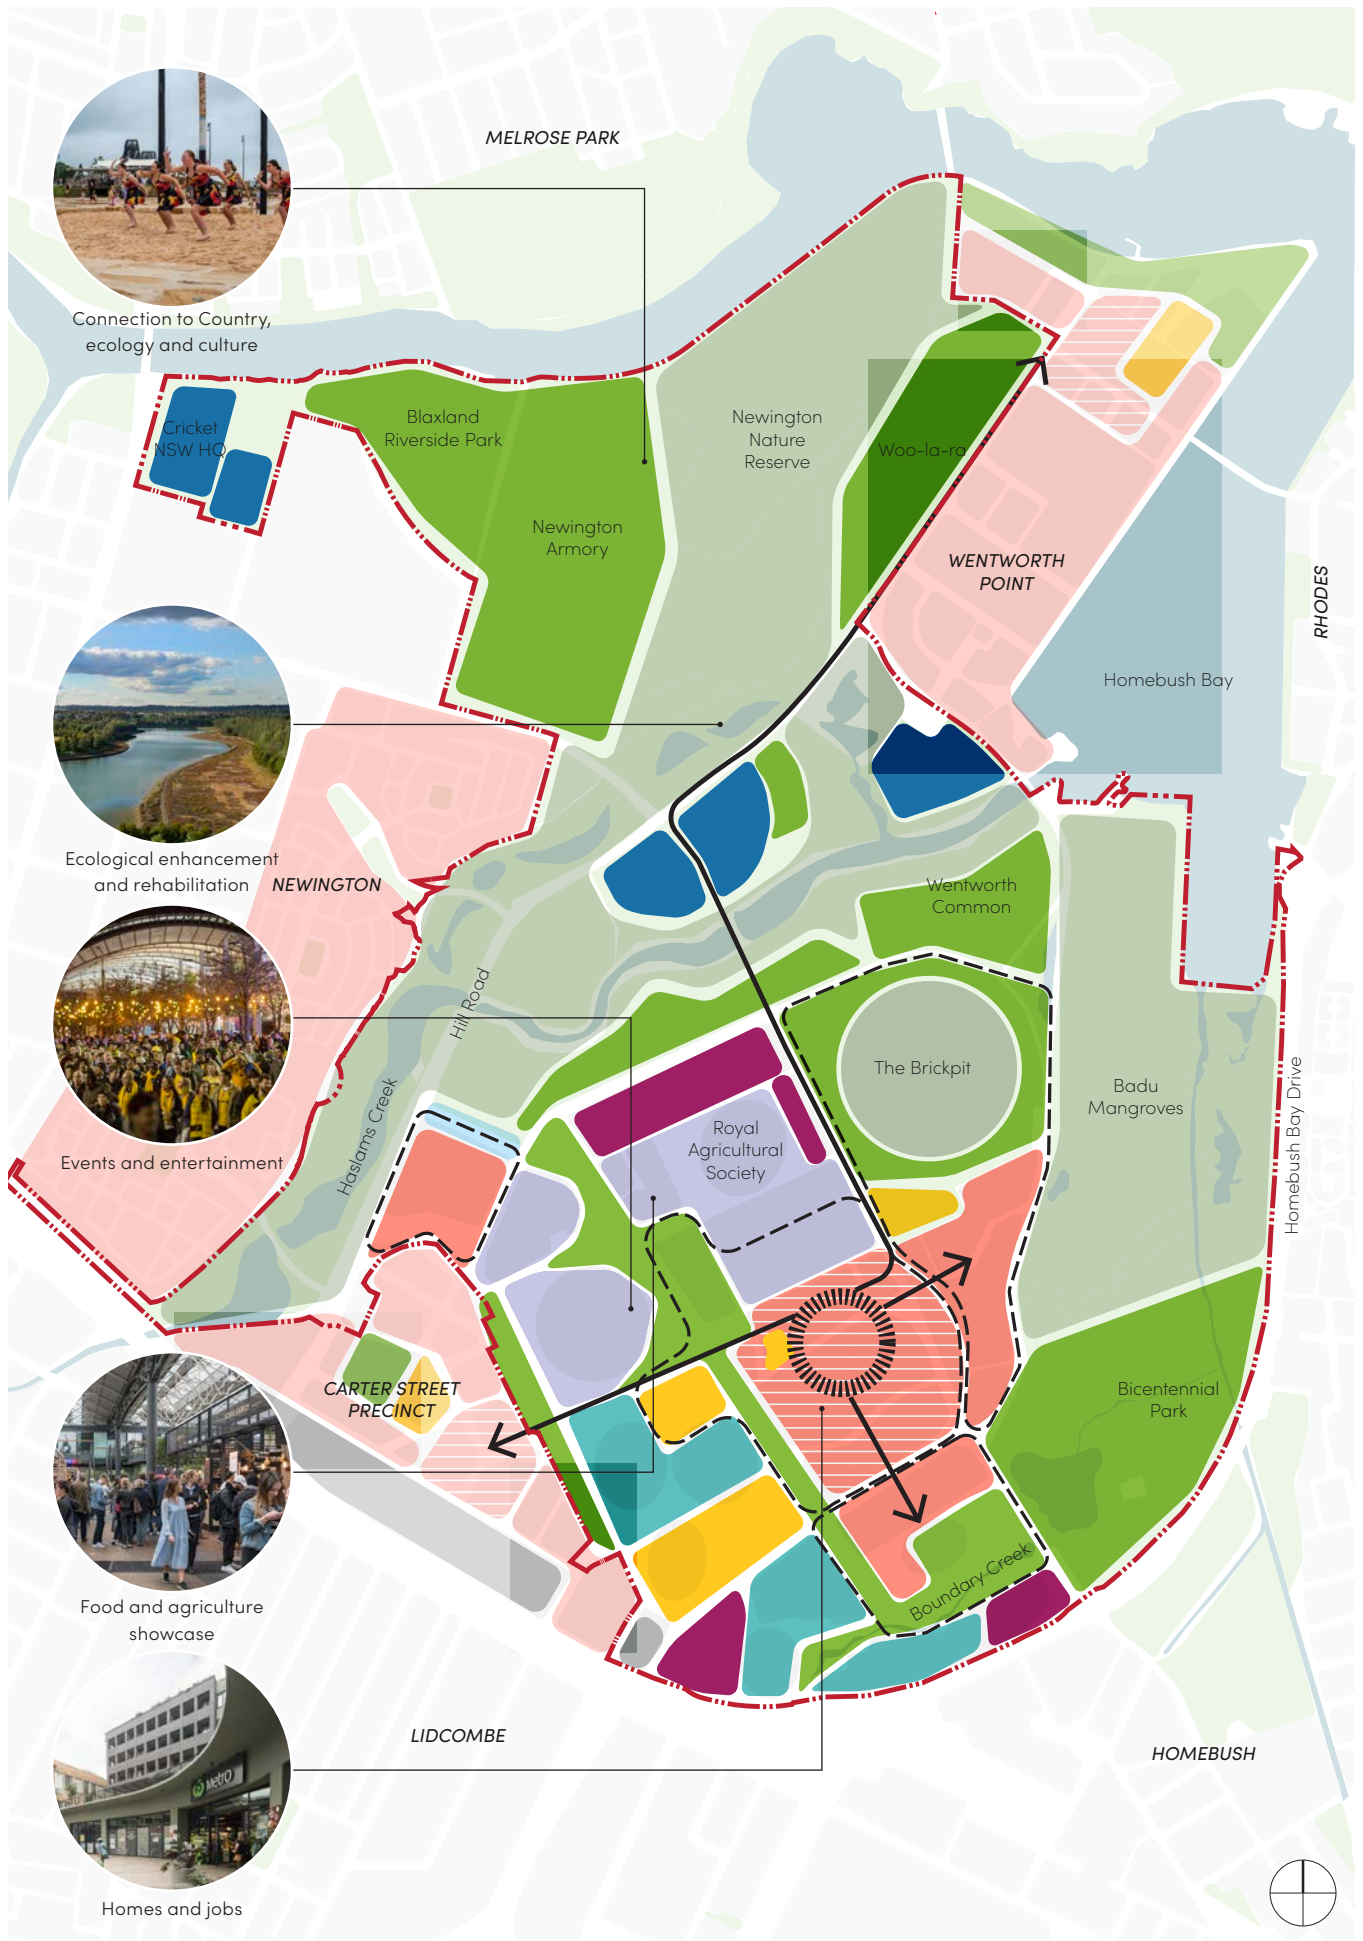 MELROSE PARK
Connection to Country,
ecology and culture
Cricket
NSW HQ
Blaxland
Riverside Park
Newington
Nature
Reserve
Woo-la-ra
Newington
Armory
WENTWORTH
POINT
RHODES
Homebush Bay
Ecological enhancement
and rehabilitation
NEWINGTON
Wentworth
Common
Hill Road
The Brickpit
Badu
Mangroves
Homebush Bay Drive
Haslams Creek
Royal
Agricultural
Society
Events and entertainment
CARTER STREET
PRECINCT
Bicentennial
Park
Boundary Creek
Food and agriculture
showcase
LIDCOMBE
HOMEBUSH
Metro
Homes and jobs